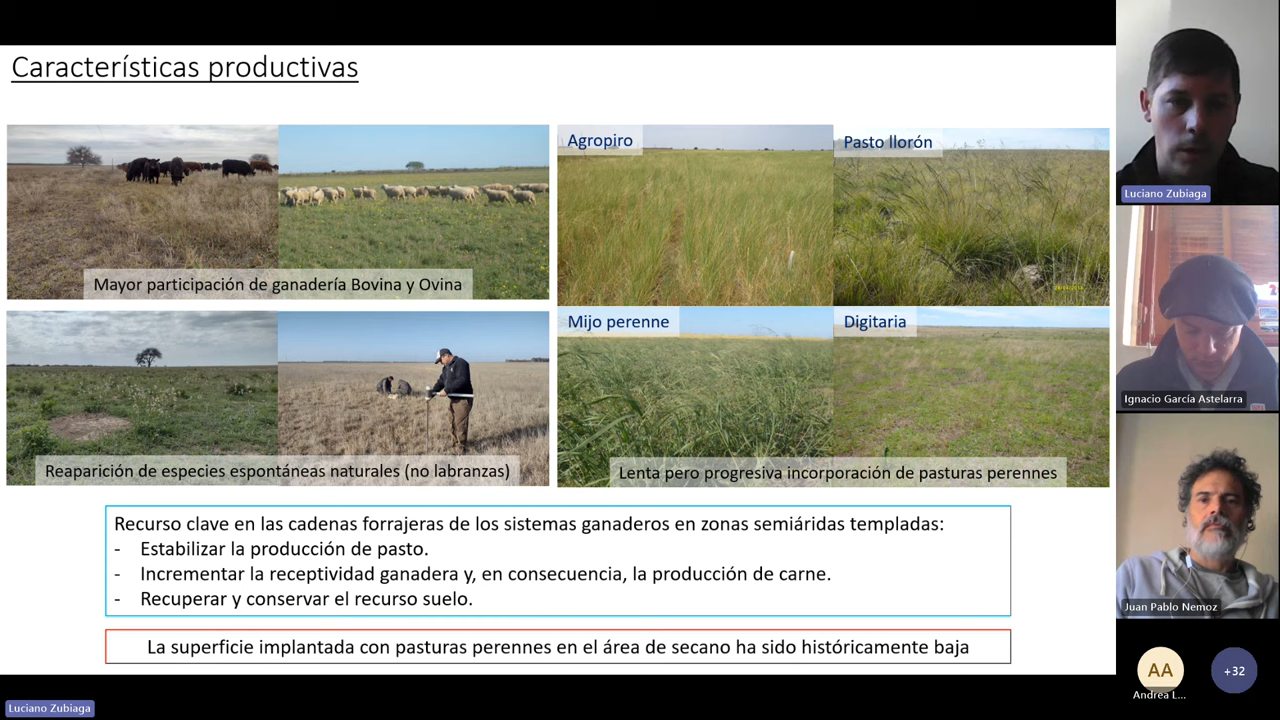 Características productivas
Agropiro
Pasto llorón
Mayor participación de ganadería Bovina y Ovina
Mijo perenne
Digitaria
Reaparición de especies espontáneas naturales (no labranzas)
Lenta pero progresiva incorporación de pasturas perennes
Recurso clave en las cadenas forrajeras de los sistemas ganaderos en zonas semiáridas templadas:
- Estabilizar la producción de pasto.
- Incrementar la receptividad ganadera y, en consecuencia, la producción de carne.
- Recuperar y conservar el recurso suelo.
La superficie implantada con pasturas perennes en el área de secano ha sido históricamente baja
Luciano Zubiaga
Luciano Zubiaga
Ignacio García Astelarra
Juan Pablo Nemoz
AA
Andrea L...
+32